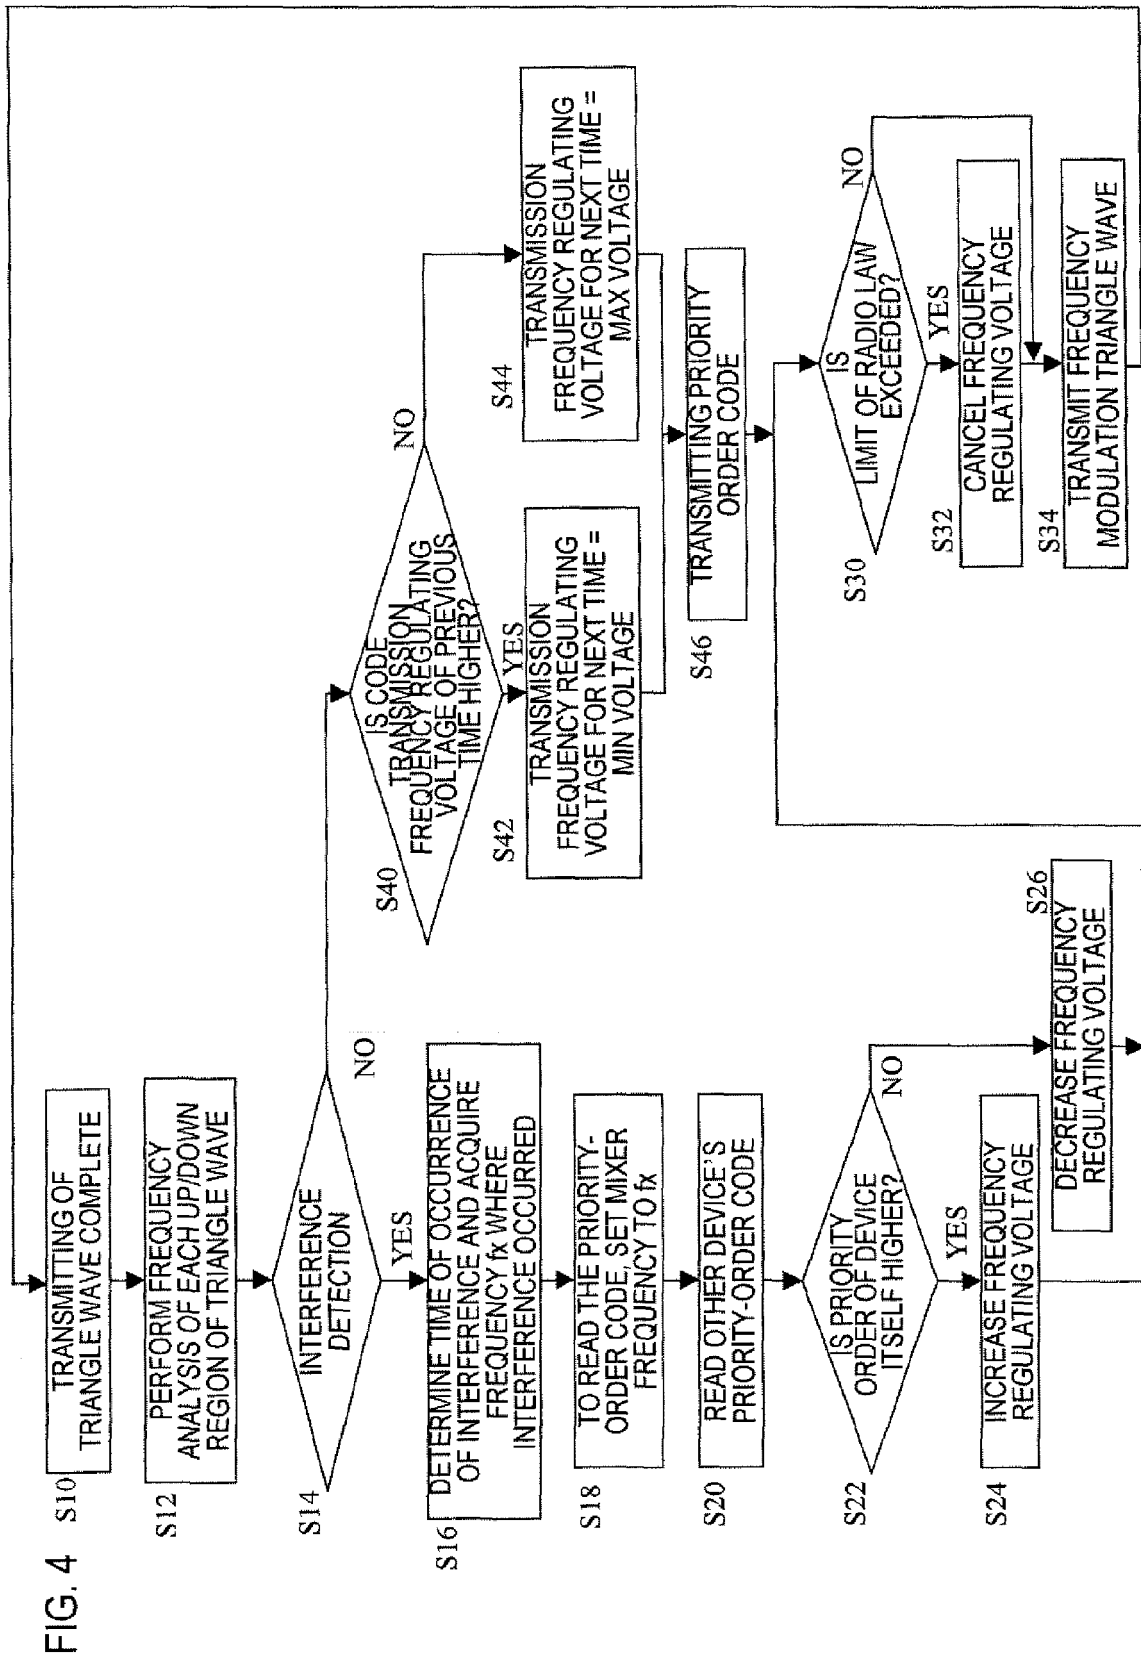 FIG. 4
S10
TRANSMITTING OF
TRIANGLE WAVE COMPLETE
S12
PERFORM FREQUENCY
ANALYSIS OF EACH UP/DOWN
REGION OF TRIANGLE WAVE
S14
INTERFERENCE
DETECTION
NO
YES
S16
DETERMINE TIME OF OCCURRENCE
OF INTERFERENCE AND ACQUIRE
FREQUENCY fx WHERE
INTERFERENCE OCCURRED
S18
TO READ THE PRIORITY-
ORDER CODE, SET MIXER
FREQUENCY TO fx
S20
READ OTHER DEVICE'S
PRIORITY-ORDER CODE
S22
IS PRIORITY
ORDER OF DEVICE
ITSELF HIGHER?
NO
YES
S24
INCREASE FREQUENCY
REGULATING VOLTAGE
S26
DECREASE FREQUENCY
REGULATING VOLTAGE
S40
IS CODE
TRANSMISSION
FREQUENCY REGULATING
VOLTAGE OF PREVIOUS
TIME HIGHER?
NO
YES
S42
TRANSMISSION
FREQUENCY REGULATING
VOLTAGE FOR NEXT TIME =
MIN VOLTAGE
S44
TRANSMISSION
FREQUENCY REGULATING
VOLTAGE FOR NEXT TIME =
MAX VOLTAGE
S46
TRANSMITTING PRIORITY
ORDER CODE
S30
IS
LIMIT OF RADIO LAW
EXCEEDED?
NO
YES
S32
CANCEL FREQUENCY
REGULATING VOLTAGE
S34
TRANSMIT FREQUENCY
MODULATION TRIANGLE WAVE